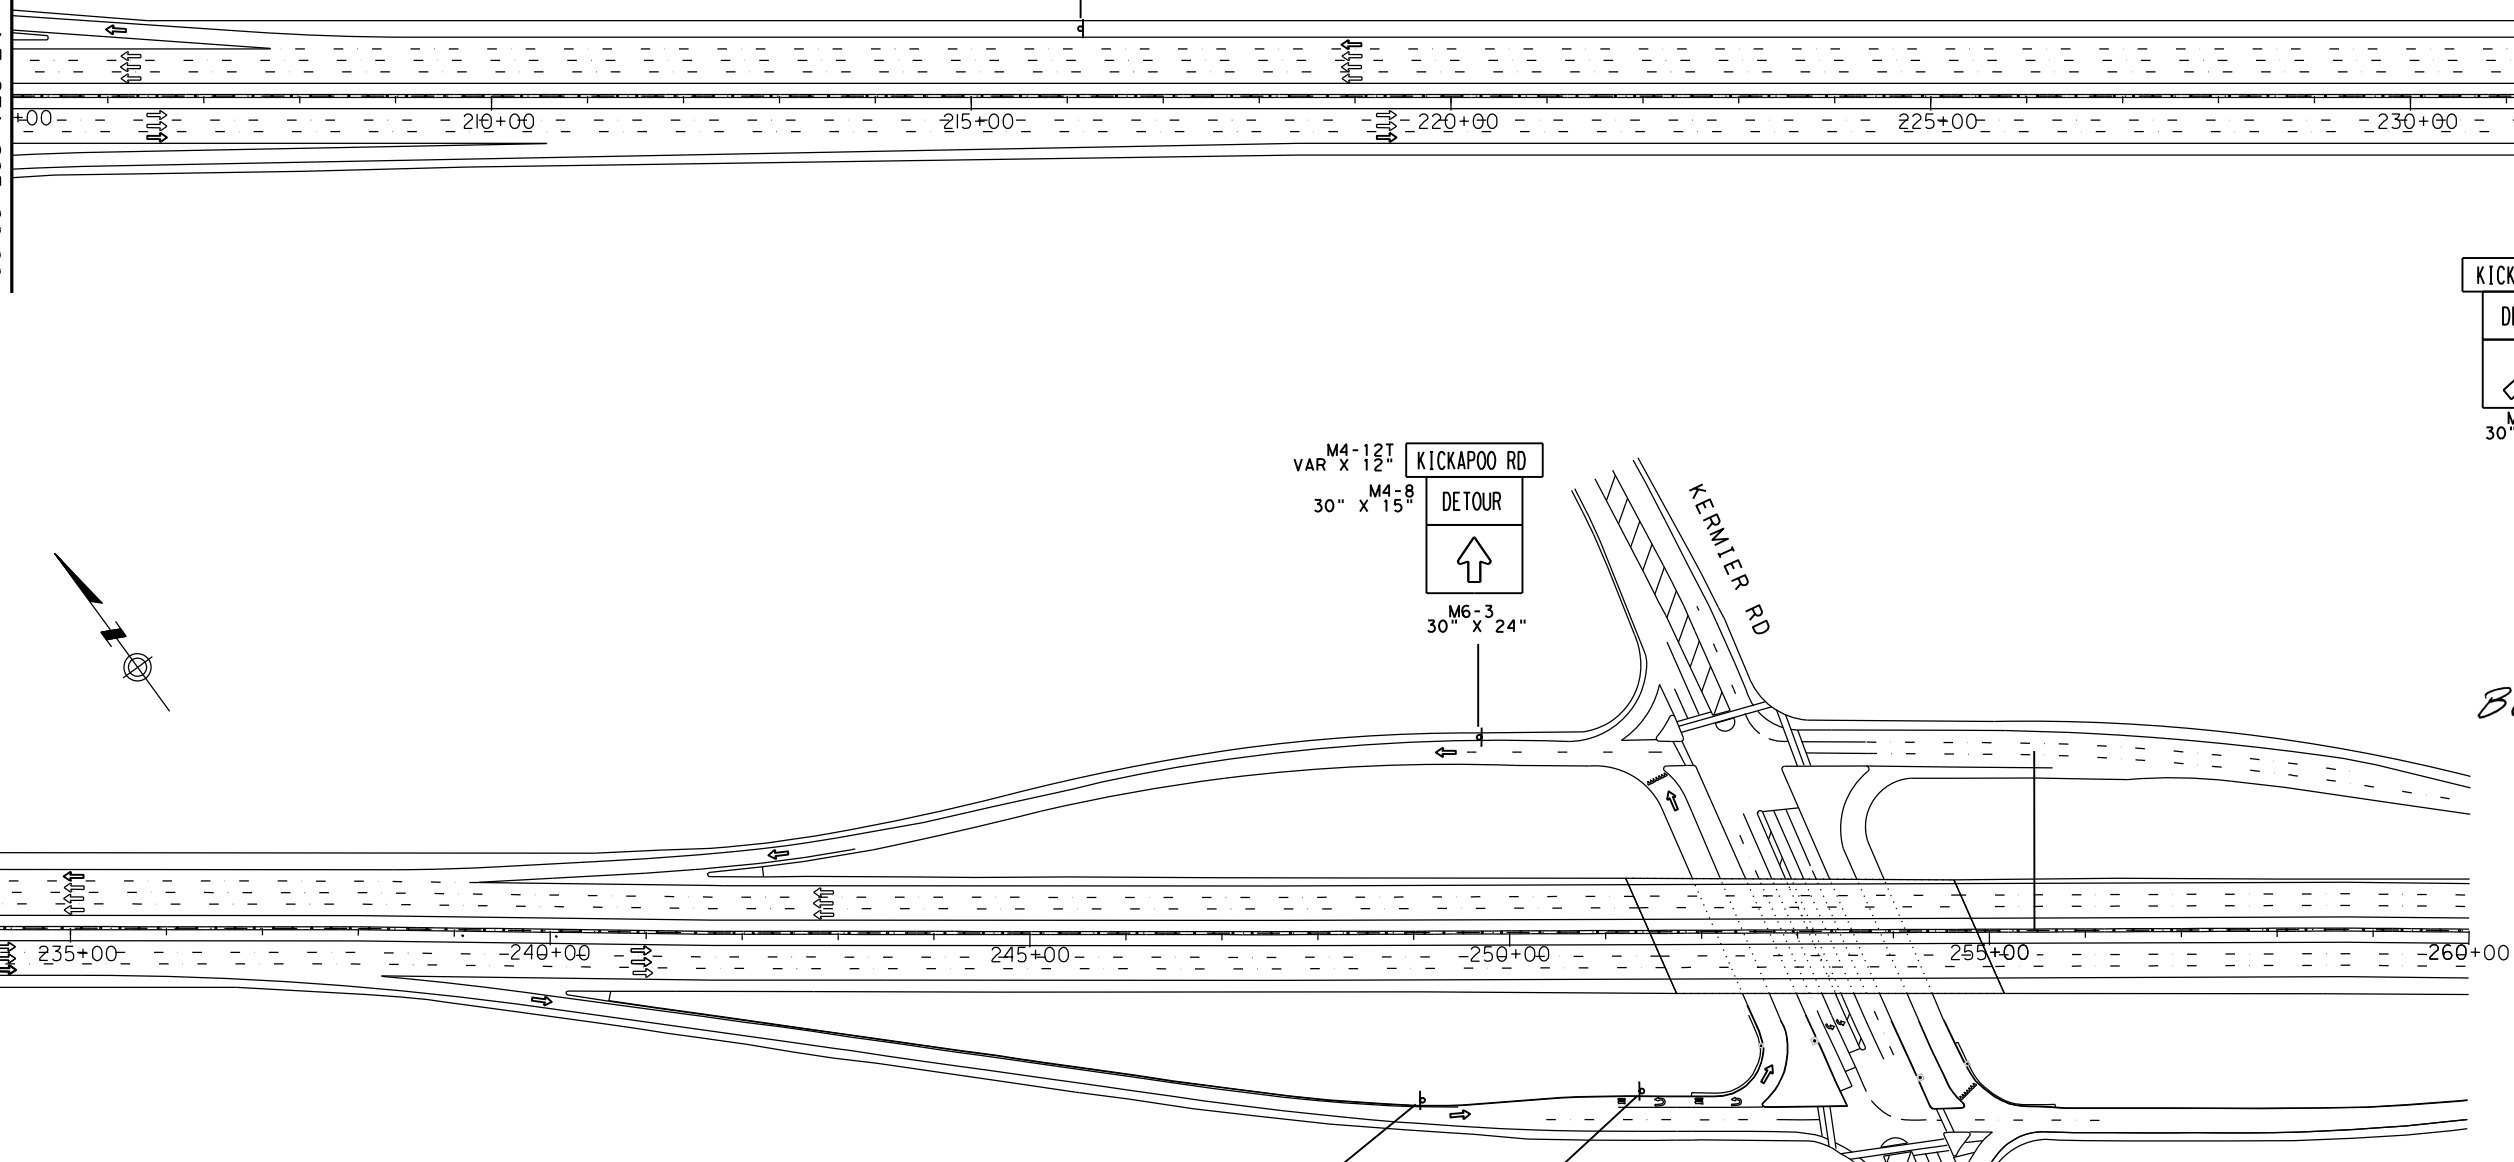 +00
210+00
215+00
220+00
225+00
230+00
KICK
30"
M4-12T
VAR X 12"
KICKAPOO RD
M4-8
30" X 15"
DETOUR
M6-3
30" X 24"
KERMIER RD
235+00
240+00
245+00
250+00
255+00
260+00